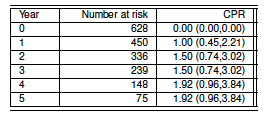 Year Number at risk CPR
0 628 0.00 (0.00,0.00)
1 450 1.00 (0.45,2.21)
2 336 1.50 (0.74,3.02)
3 239 1.50 (0.74,3.02)
4 148 1.92 (0.96,3.84)
5 75 1.92 (0.96,3.84)